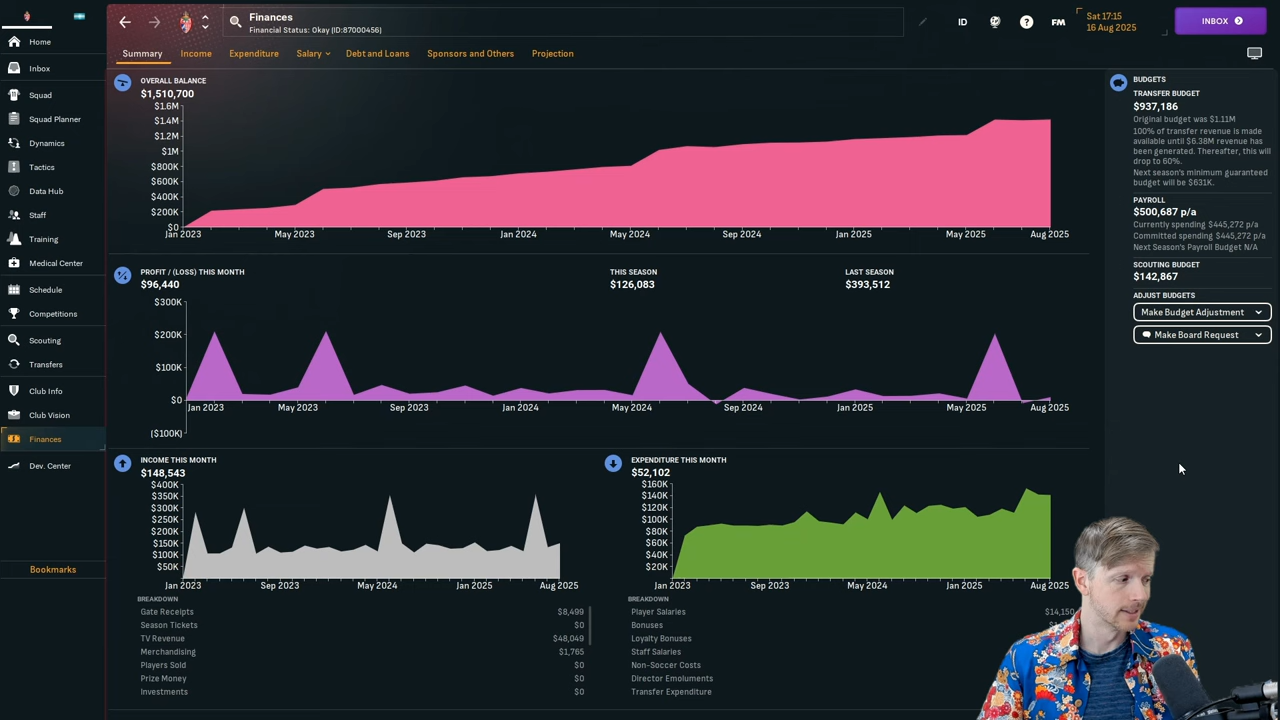 Home
Inbox
Squad
Squad Planner
Dynamics
Tactics
Data Hub
Staff
Training
Medical Center
Schedule
Competitions
Scouting
Transfers
Club Info
Club Vision
Finances
Dev. Center
Bookmarks
Finances
Financial Status: Okay (ID:87000456)
ID
?
FM
Sat 17:15
16 Aug 2025
INBOX
Summary
Income
Expenditure
Salary
Debt and Loans
Sponsors and Others
Projection
OVERALL BALANCE
$1,510,700
$1.6M
$1.4M
$1.2M
$1M
$800K
$600K
$400K
$200K
$0
Jan 2023 May 2023 Sep 2023 Jan 2024 May 2024 Sep 2024 Jan 2025 May 2025 Aug 2025
PROFIT / (LOSS) THIS MONTH
$96,440
THIS SEASON
$126,083
LAST SEASON
$393,512
$300K
$200K
$100K
$0
($100K)
Jan 2023 May 2023 Sep 2023 Jan 2024 May 2024 Sep 2024 Jan 2025 May 2025 Aug 2025
INCOME THIS MONTH
$148,543
$400K
$350K
$300K
$250K
$200K
$150K
$100K
$50K
Jan 2023 Sep 2023 May 2024 Jan 2025 Aug 2025
BREAKDOWN
Gate Receipts $8,499
Season Tickets $0
TV Revenue $48,049
Merchandising $1,765
Players Sold $0
Prize Money $0
Investments $0
EXPENDITURE THIS MONTH
$52,102
$160K
$140K
$120K
$100K
$80K
$60K
$40K
$20K
Jan 2023 Sep 2023 May 2024 Jan 2025 Aug 2025
BREAKDOWN
Player Salaries $14,150
Bonuses
Loyalty Bonuses
Staff Salaries
Non-Soccer Costs
Director Emoluments
Transfer Expenditure
BUDGETS
TRANSFER BUDGET
$937,186
Original budget was $1.11M
100% of transfer revenue is made
available until $6.38M revenue has
been generated. Thereafter, this will
drop to 60%.
Next season's minimum guaranteed
budget will be $631K.
PAYROLL
$500,687 p/a
Currently spending $445,272 p/a
Committed spending $445,272 p/a
Next Season's Payroll Budget N/A
SCOUTING BUDGET
$142,867
ADJUST BUDGETS
Make Budget Adjustment
Make Board Request